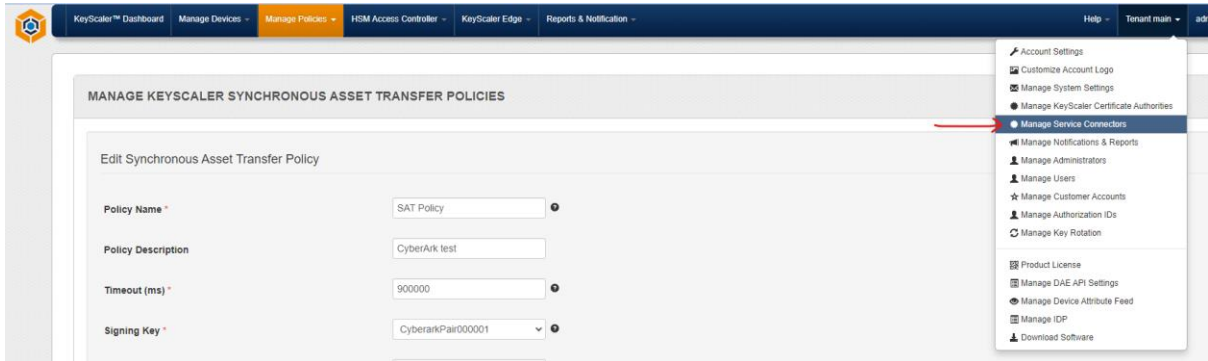 KeyScaler™ Dashboard Manage Devices Manage Policies HSM Access Controller KeyScaler Edge Reports & Notification Help Tenant main
Account Settings
Customize Account Logo
Manage System Settings
Manage KeyScaler Certificate Authorities
Manage Service Connectors
Manage Notifications & Reports
Manage Administrators
Manage Users
Manage Customer Accounts
Manage Authorization IDs
Manage Key Rotation
Product License
Manage DAE API Settings
Manage Device Attribute Feed
Manage IDP
Download Software
MANAGE KEYSCALER SYNCHRONOUS ASSET TRANSFER POLICIES
Edit Synchronous Asset Transfer Policy
Policy Name * SAT Policy
Policy Description CyberArk test
Timeout (ms) * 900000
Signing Key * CyberarkPair000001